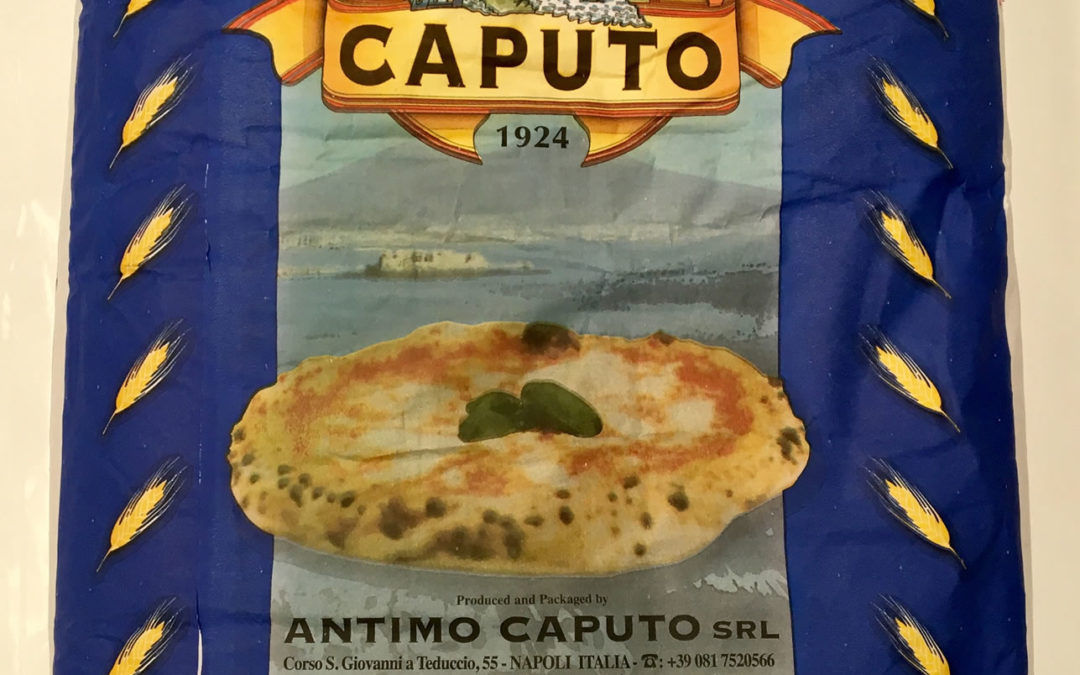 CAPUTO
1924
Produced and Packaged by
ANTIMO CAPUTO SRL
Corso S. Giovanni a Teduccio, 55 - NAPOLI ITALIA - ☎: +39 081 7520566